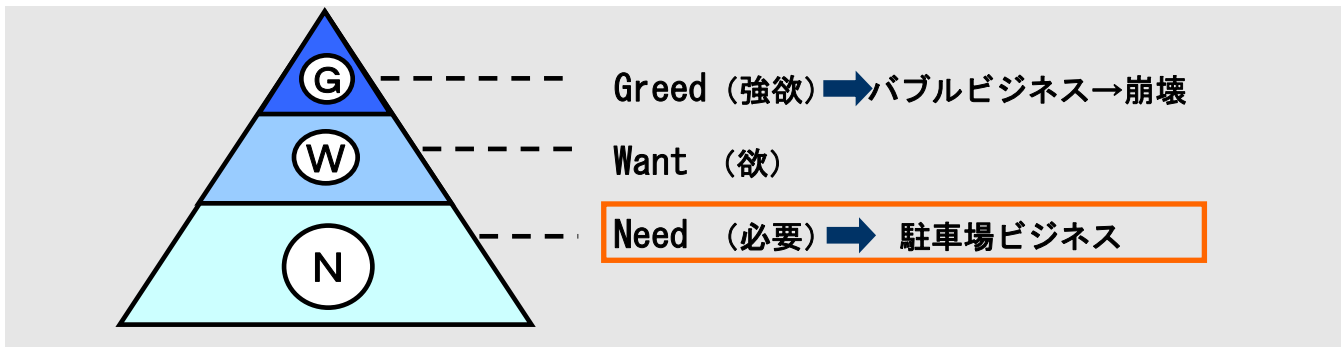 G
Greed (強欲) ➡ バブルビジネス→崩壊
W
Want (欲)
N
Need (必要) ➡ 駐車場ビジネス